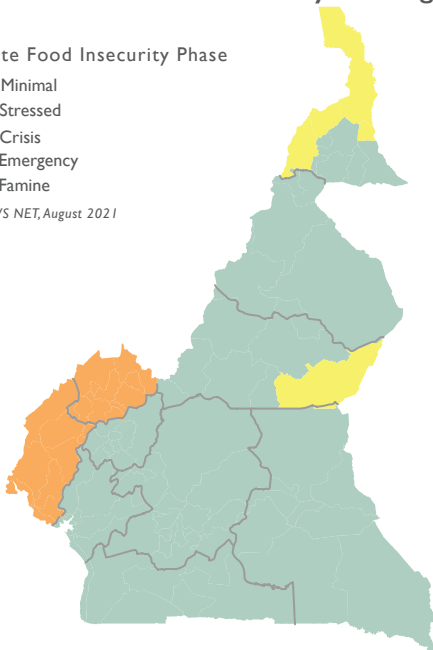 te Food Insecurity Phase
Minimal
Stressed
Crisis
Emergency
Famine
S NET, August 2021